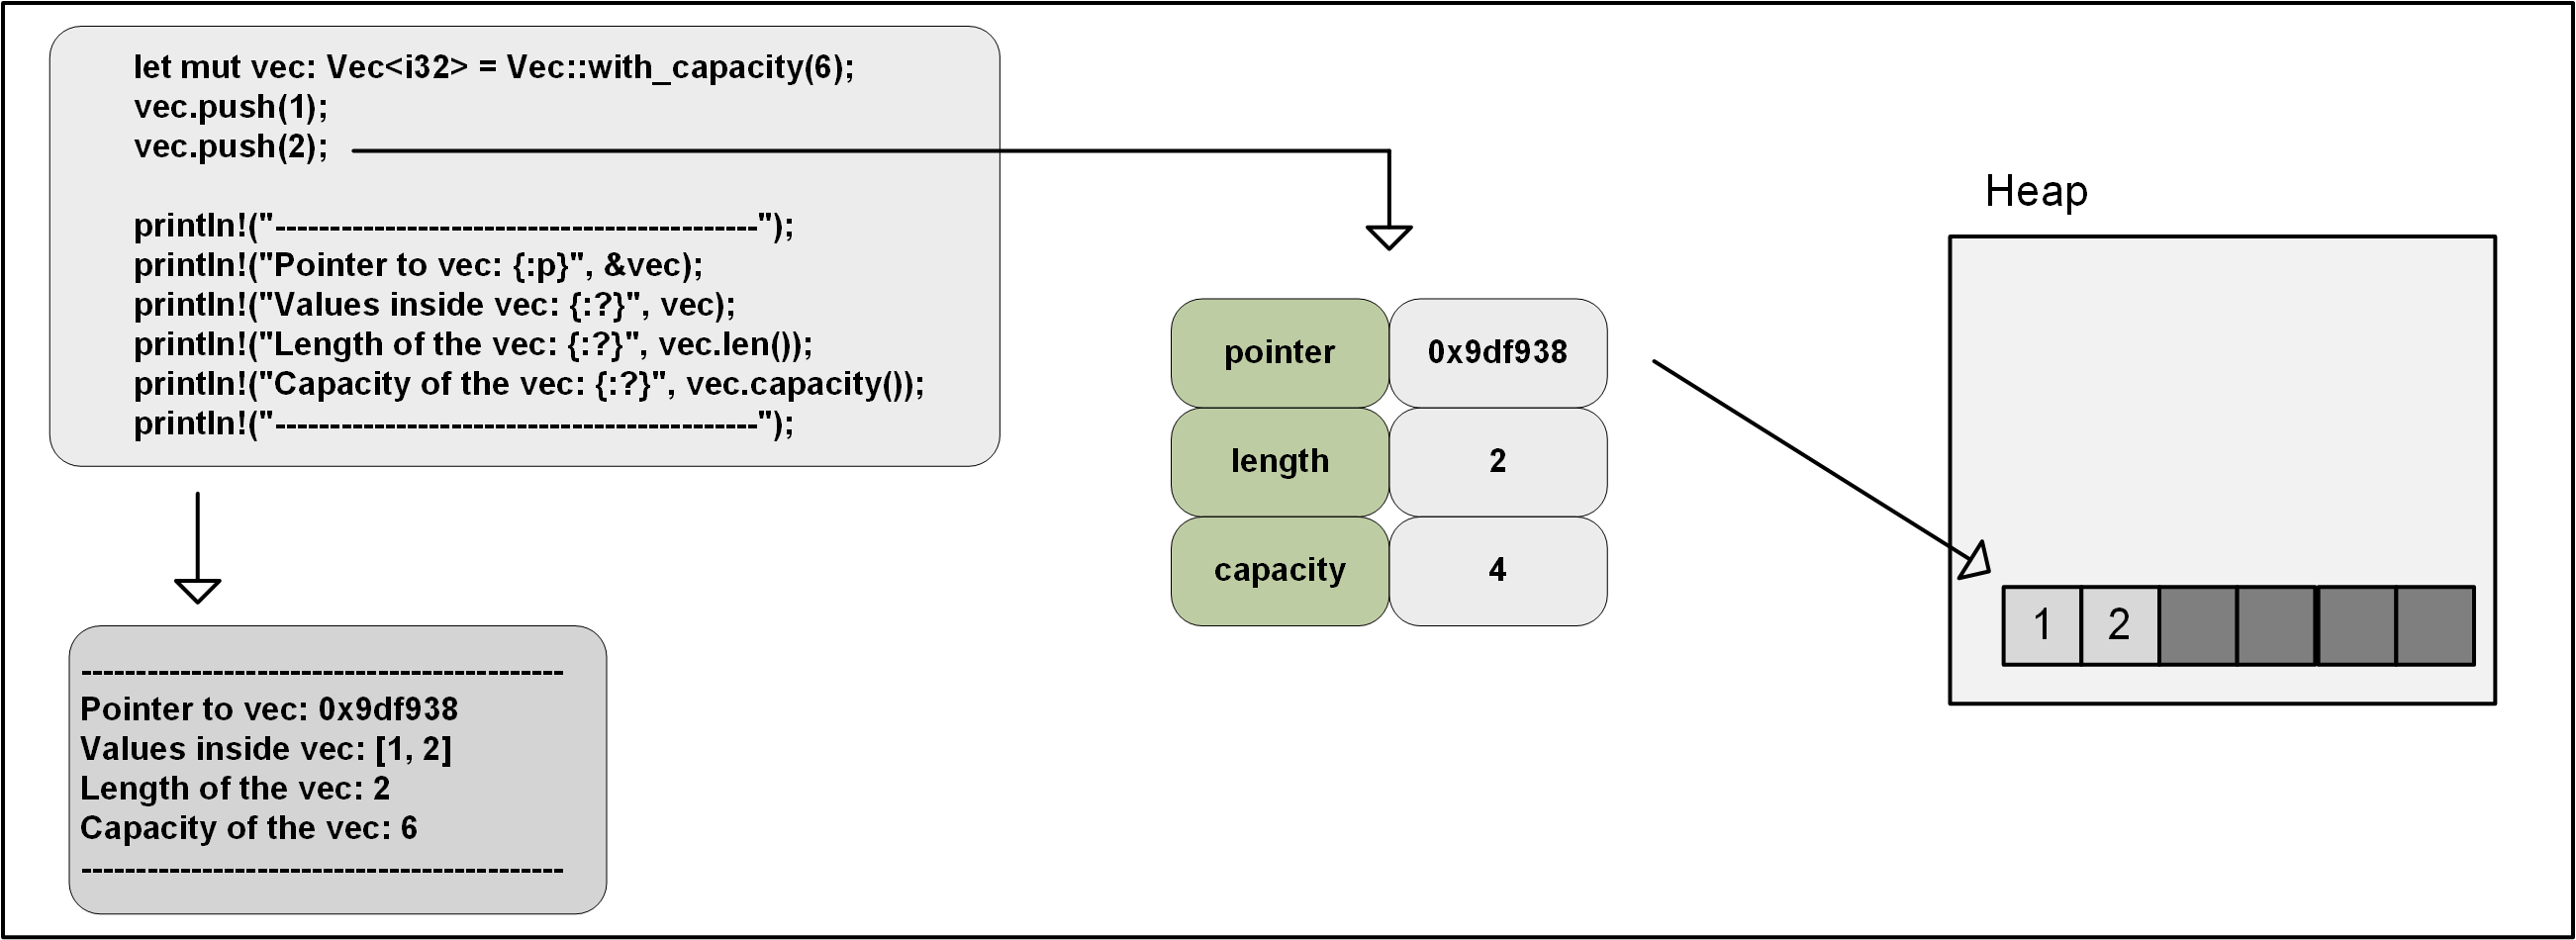 let mut vec: Vec<i32> = Vec::with_capacity(6);
vec.push(1);
vec.push(2);
println!("--------------------------------------------");
println!("Pointer to vec: {:p}", &vec);
println!("Values inside vec: {:?}", vec);
println!("Length of the vec: {:?}", vec.len());
println!("Capacity of the vec: {:?}", vec.capacity());
println!("--------------------------------------------");
Heap
pointer 0x9df938
length 2
capacity 4
1 2
--------------------------------------------
Pointer to vec: 0x9df938
Values inside vec: [1, 2]
Length of the vec: 2
Capacity of the vec: 6
--------------------------------------------